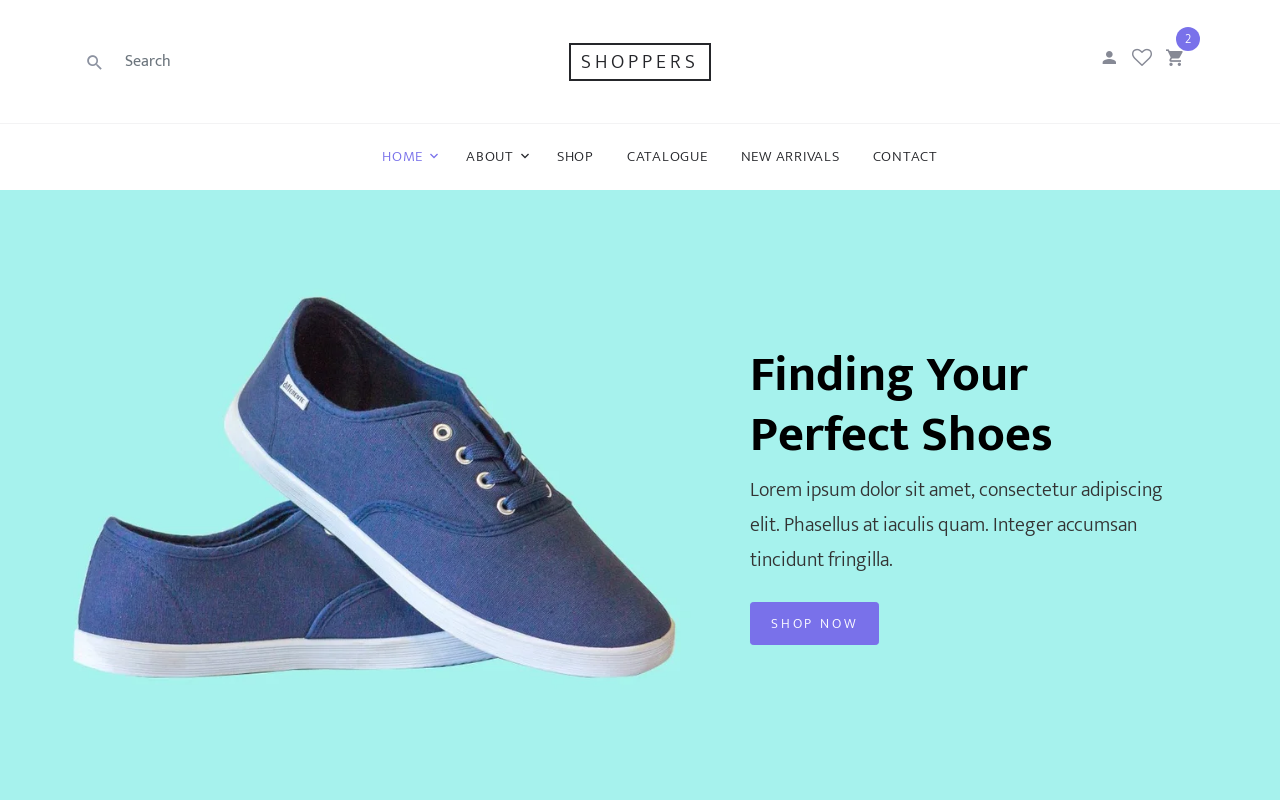 Search
SHOPPERS
2
HOME ABOUT SHOP CATALOGUE NEW ARRIVALS CONTACT
Finding Your
Perfect Shoes
Lorem ipsum dolor sit amet, consectetur adipiscing
elit. Phasellus at iaculis quam. Integer accumsan
tincidunt fringilla.
SHOP NOW